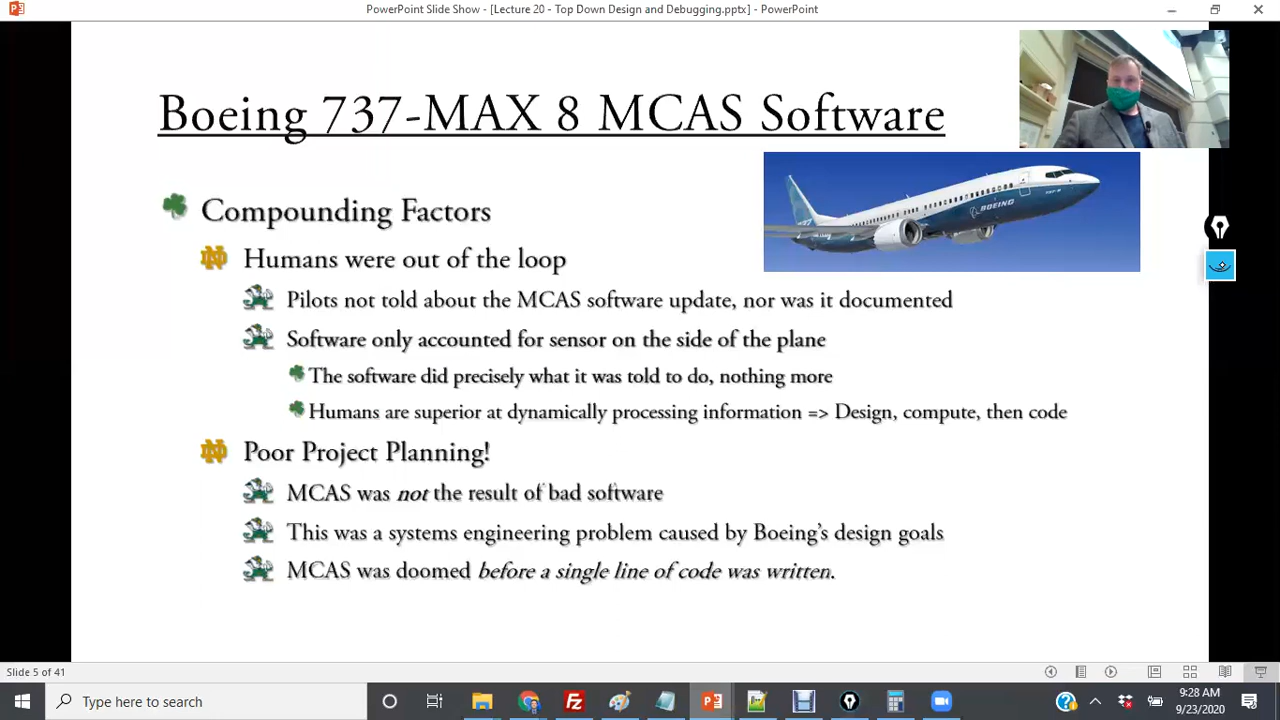 PowerPoint Slide Show - [Lecture 20 - Top Down Design and Debugging.pptx] - PowerPoint
Boeing 737-MAX 8 MCAS Software
BOEING
Compounding Factors
Humans were out of the loop
Pilots not told about the MCAS software update, nor was it documented
Software only accounted for sensor on the side of the plane
The software did precisely what it was told to do, nothing more
Humans are superior at dynamically processing information => Design, compute, then code
Poor Project Planning!
MCAS was not the result of bad software
This was a systems engineering problem caused by Boeing's design goals
MCAS was doomed before a single line of code was written.
Slide 5 of 41
Type here to search
9:28 AM
9/23/2020